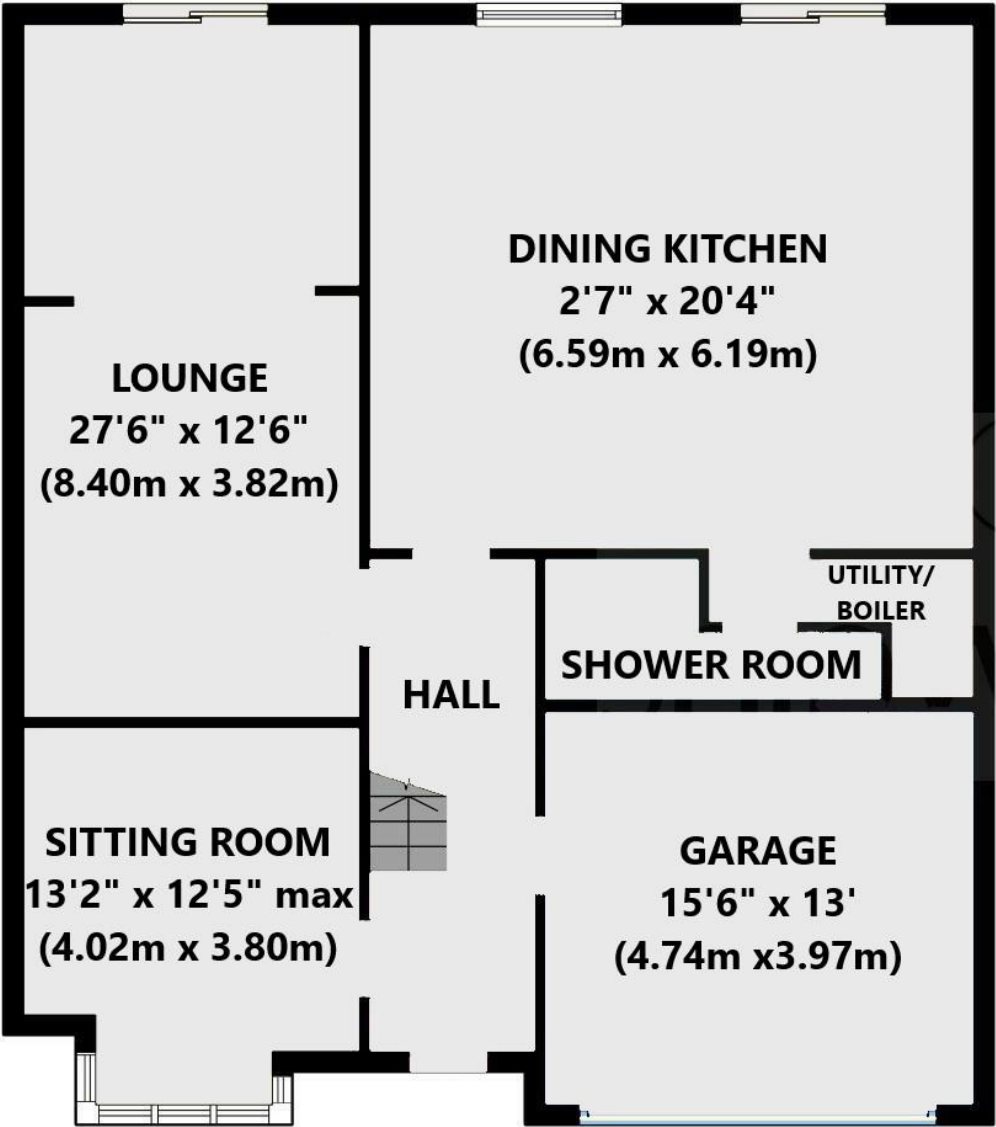 DINING KITCHEN
2'7" x 20'4"
(6.59m x 6.19m)
LOUNGE
27'6" x 12'6"
(8.40m x 3.82m)
UTILITY/
BOILER
SHOWER ROOM
HALL
SITTING ROOM
13'2" x 12'5" max
(4.02m x 3.80m)
GARAGE
15'6" x 13'
(4.74m x3.97m)